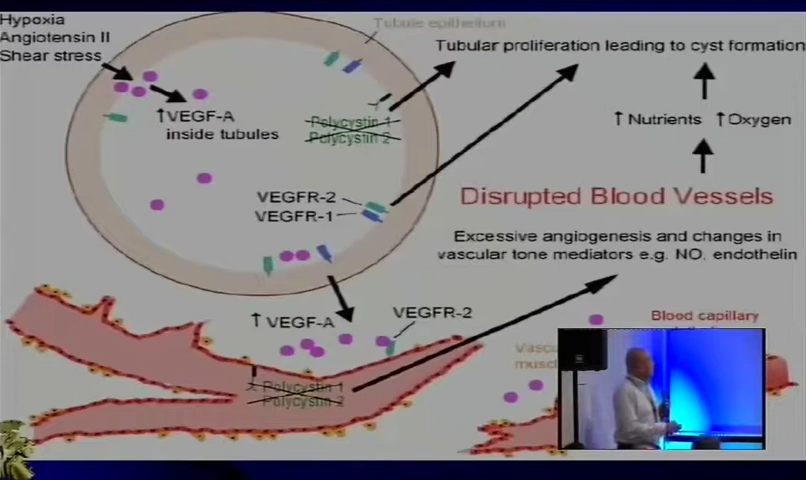 Hypoxia
Angiotensin II
Shear stress
Tubule epithelium
Tubular proliferation leading to cyst formation
↑VEGF-A
inside tubules
Polycystin 1
Polycystin 2
↑Nutrients ↑Oxygen
VEGFR-2
VEGFR-1
Disrupted Blood Vessels
Excessive angiogenesis and changes in
vascular tone mediators e.g. NO, endothelin
↑VEGF-A
VEGFR-2
Blood capillary
Polycystin 1
Polycystin 2